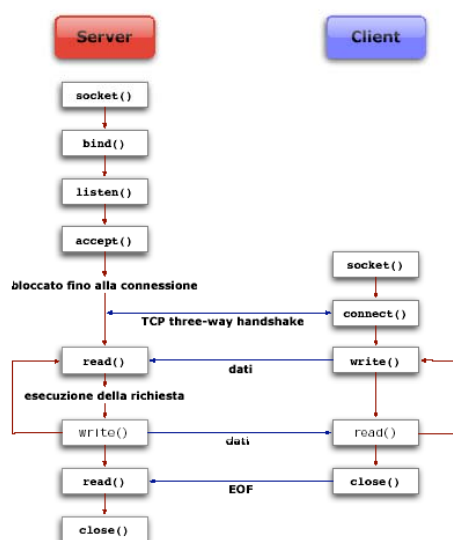 Server
Client
socket()
bind()
listen()
accept()
socket()
bloccato fino alla connessione
connect()
TCP three-way handshake
read()
dati
write()
esecuzione della richiesta
write()
dati
read()
read()
EOF
close()
close()